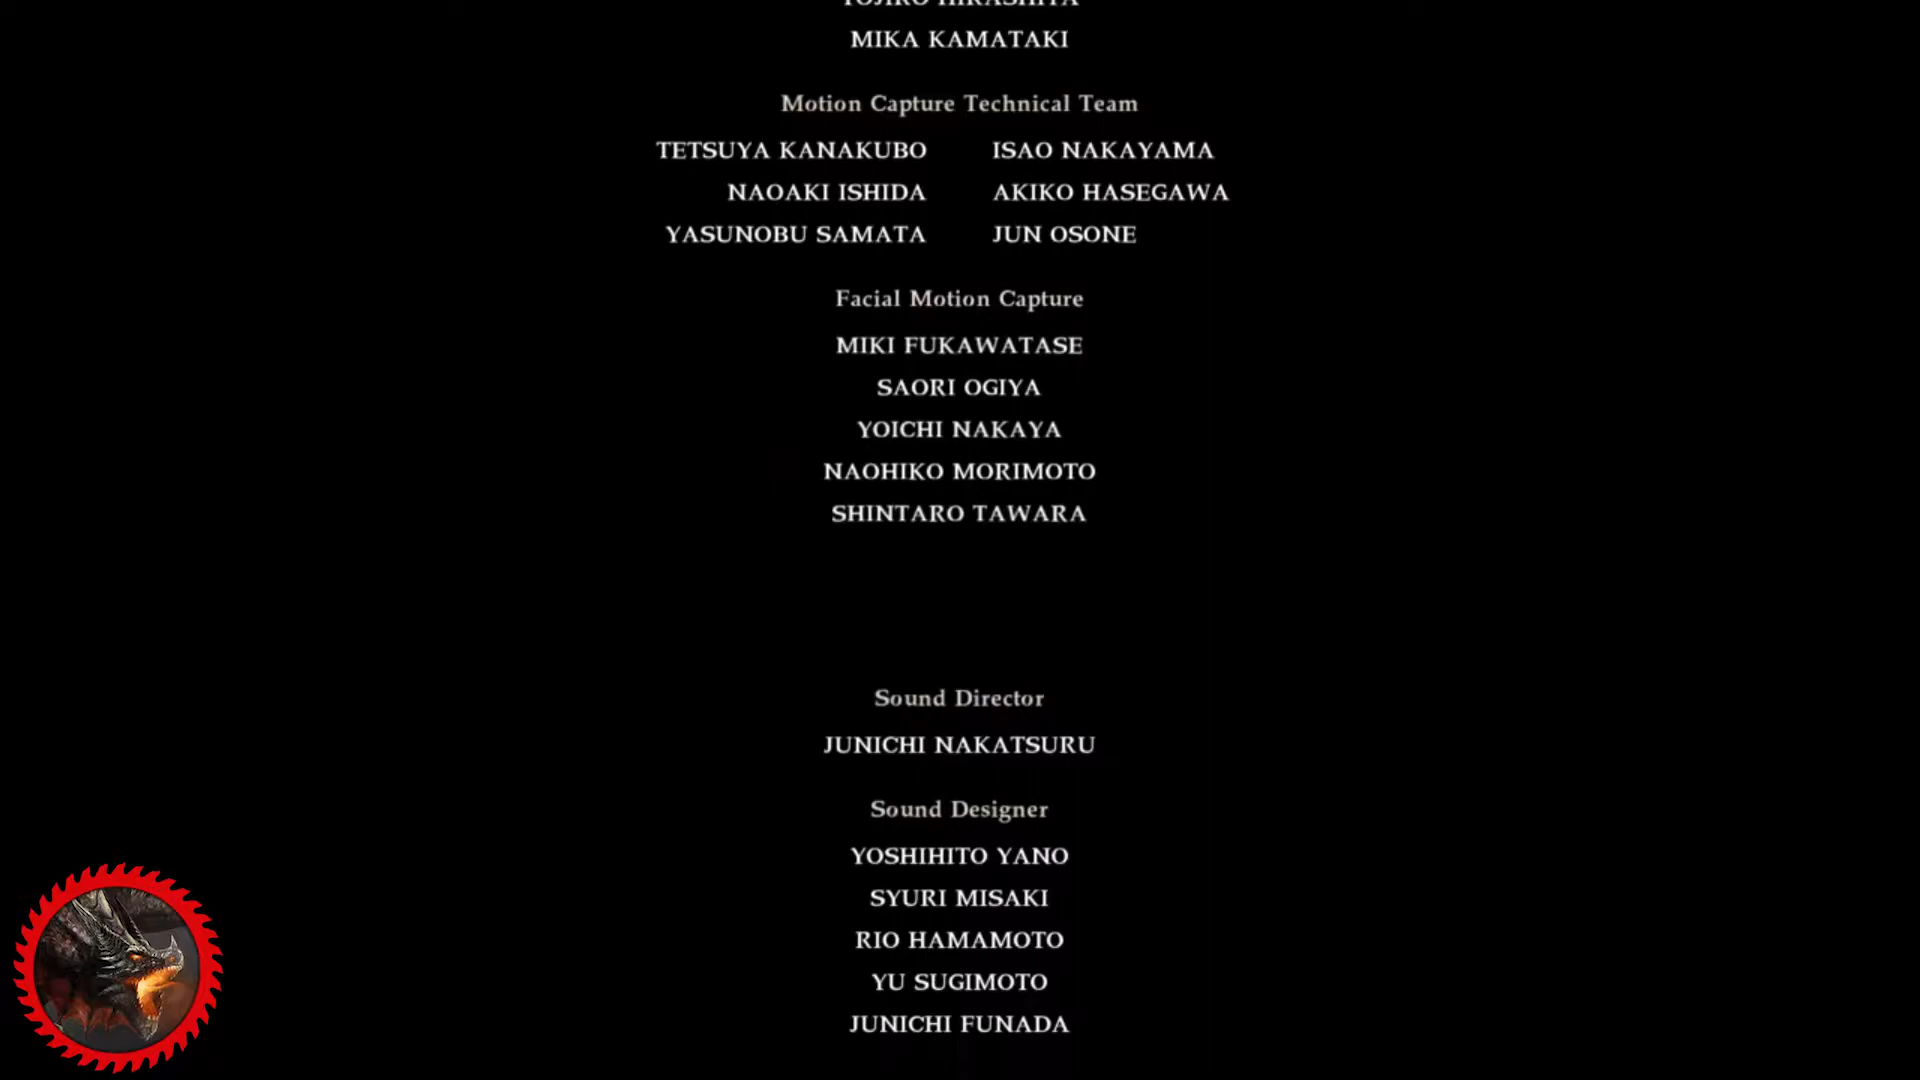 MIKA KAMATAKI
Motion Capture Technical Team
TETSUYA KANAKUBO ISAO NAKAYAMA
NAOAKI ISHIDA AKIKO HASEGAWA
YASUNOBU SAMATA JUN OSONE
Facial Motion Capture
MIKI FUKAWATASE
SAORI OGIYA
YOICHI NAKAYA
NAOHIKO MORIMOTO
SHINTARO TAWARA
Sound Director
JUNICHI NAKATSURU
Sound Designer
YOSHIHITO YANO
SYURI MISAKI
RIO HAMAMOTO
YU SUGIMOTO
JUNICHI FUNADA